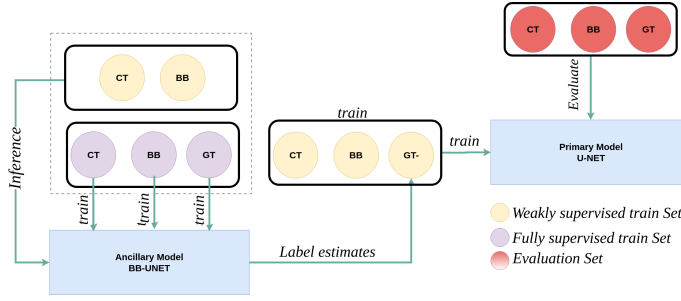 CT BB GT
CT BB
Evaluate
train
CT BB GT
CT BB GT-
train
Primary Model
U-NET
Inference
train train train
Weakly supervised train Set
Fully supervised train Set
Evaluation Set
Label estimates
Ancillary Model
BB-UNET